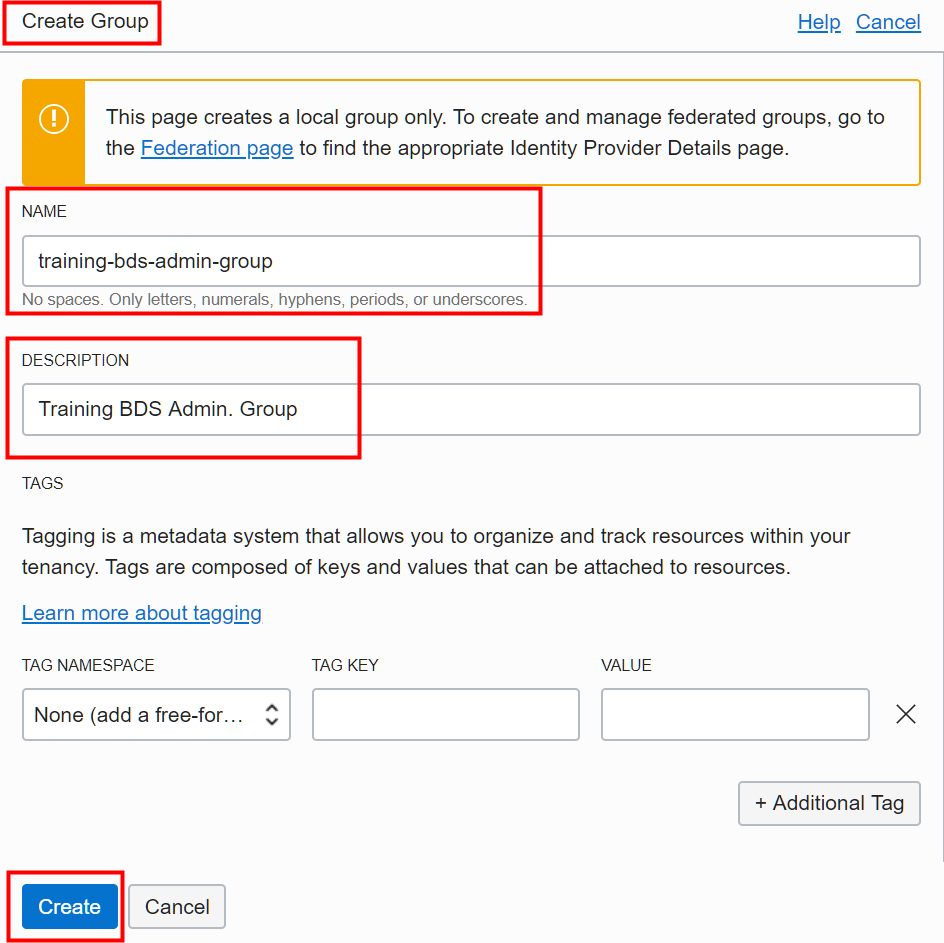 Create Group
Help Cancel
This page creates a local group only. To create and manage federated groups, go to
the Federation page to find the appropriate Identity Provider Details page.
NAME
training-bds-admin-group
No spaces. Only letters, numerals, hyphens, periods, or underscores.
DESCRIPTION
Training BDS Admin. Group
TAGS
Tagging is a metadata system that allows you to organize and track resources within your
tenancy. Tags are composed of keys and values that can be attached to resources.
Learn more about tagging
TAG NAMESPACE TAG KEY VALUE
None (add a free-for...
+ Additional Tag
Create Cancel